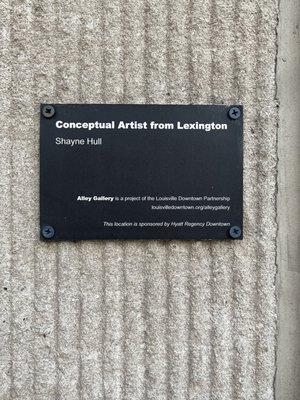 Conceptual Artist from Lexington
Shayne Hull
Alley Gallery is a project of the Louisville Downtown Partnership
louisvilledowntown.org/alleygallery
This location is sponsored by Hyatt Regency Downtown